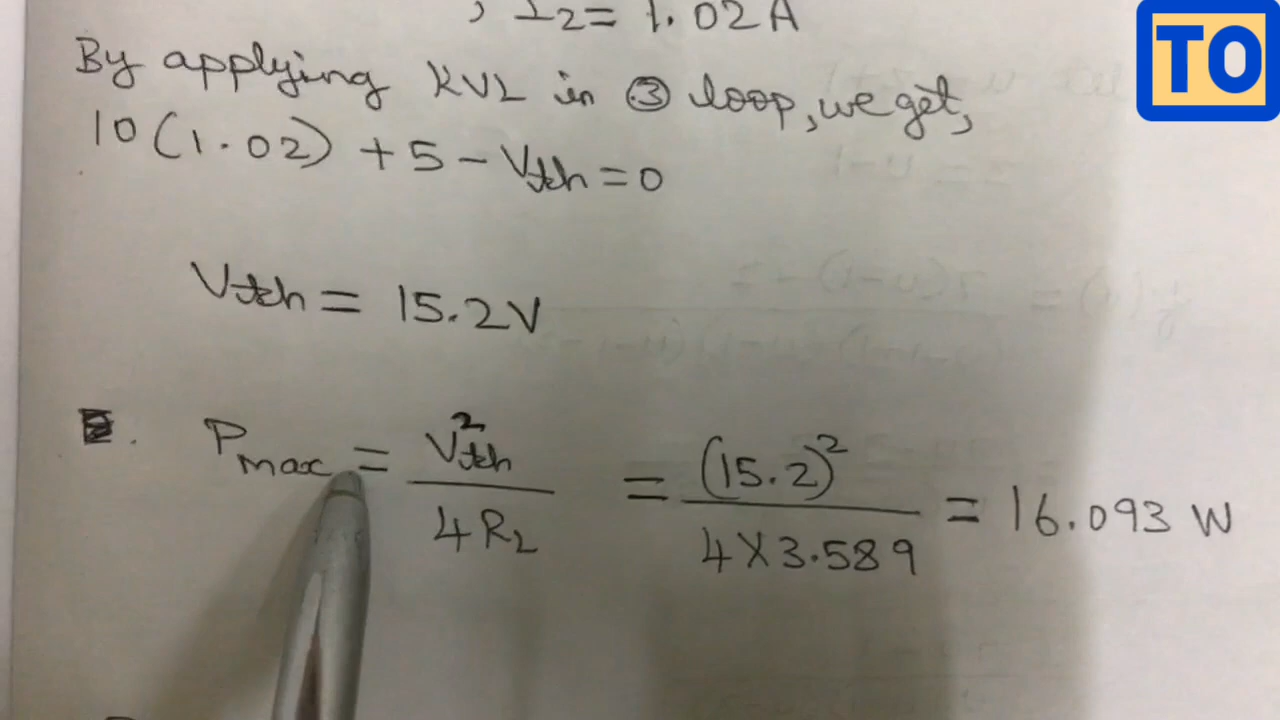 , I2 = 1.02A
TO
By applying KVL in ③ loop, we get,
10(1.02) + 5 - Vth = 0
Vth = 15.2V
Pmax = V²th / 4RL = (15.2)² / 4X3.589 = 16.093 W